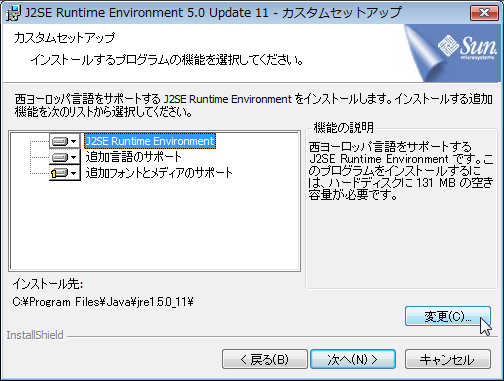 J2SE Runtime Environment 5.0 Update 11 - カスタムセットアップ
カスタムセットアップ
インストールするプログラムの機能を選択してください。
Sun
microsystems
西ヨーロッパ言語をサポートする J2SE Runtime Environment をインストールします。インストールする追加
機能を次のリストから選択してください。
J2SE Runtime Environment
追加言語のサポート
追加フォントとメディアのサポート
機能の説明
西ヨーロッパ言語をサポートする
J2SE Runtime Environment です。こ
のプログラムをインストールするに
は、ハードディスクに 131 MB の空き
容量が必要です。
インストール先:
C:¥Program Files¥Java¥jre1.5.0_11¥
変更(C)...
InstallShield
< 戻る(B)
次へ(N) >
キャンセル